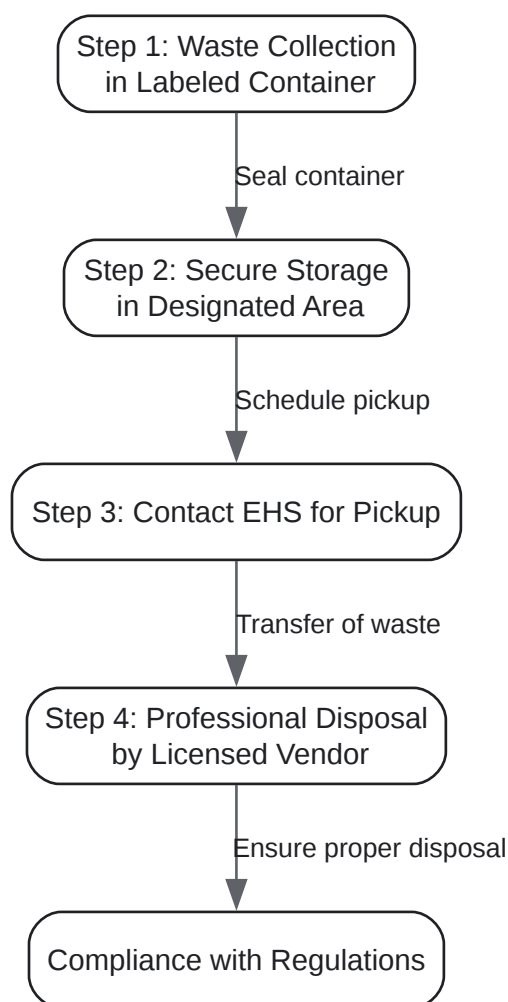 Step 1: Waste Collection
in Labeled Container
Seal container
Step 2: Secure Storage
in Designated Area
Schedule pickup
Step 3: Contact EHS for Pickup
Transfer of waste
Step 4: Professional Disposal
by Licensed Vendor
Ensure proper disposal
Compliance with Regulations